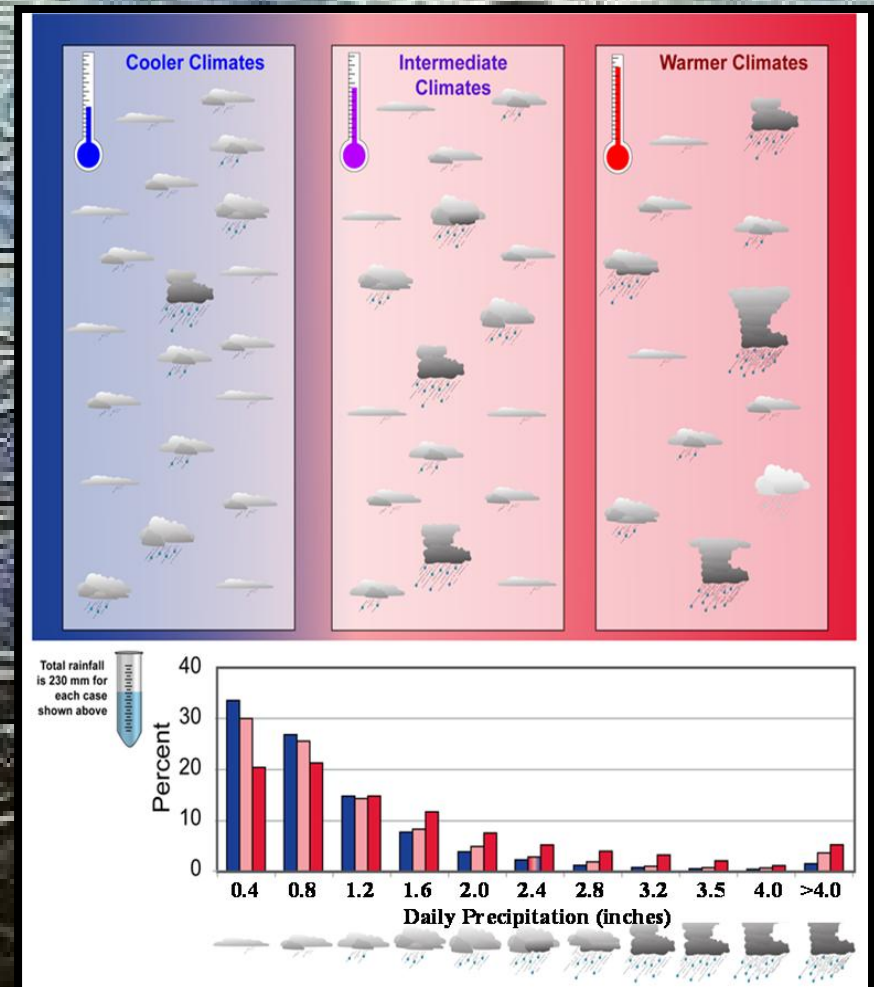 Cooler Climates
Intermediate
Climates
Warmer Climates
Total rainfall
is 230 mm for
each case
shown above
Percent
40
30
20
10
0
0.4 0.8 1.2 1.6 2.0 2.4 2.8 3.2 3.5 4.0 >4.0
Daily Precipitation (inches)